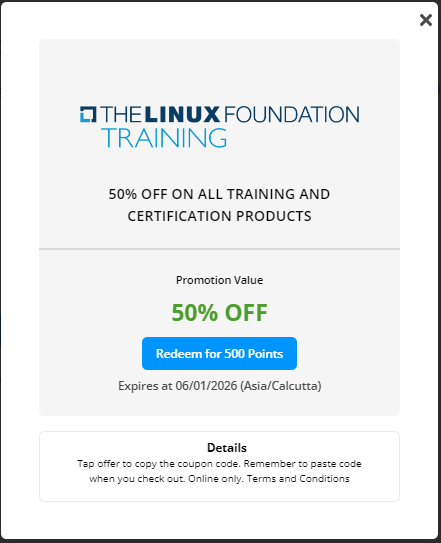 THE LINUX FOUNDATION
TRAINING
50% OFF ON ALL TRAINING AND
CERTIFICATION PRODUCTS
Promotion Value
50% OFF
Redeem for 500 Points
Expires at 06/01/2026 (Asia/Calcutta)
Details
Tap offer to copy the coupon code. Remember to paste code
when you check out. Online only. Terms and Conditions